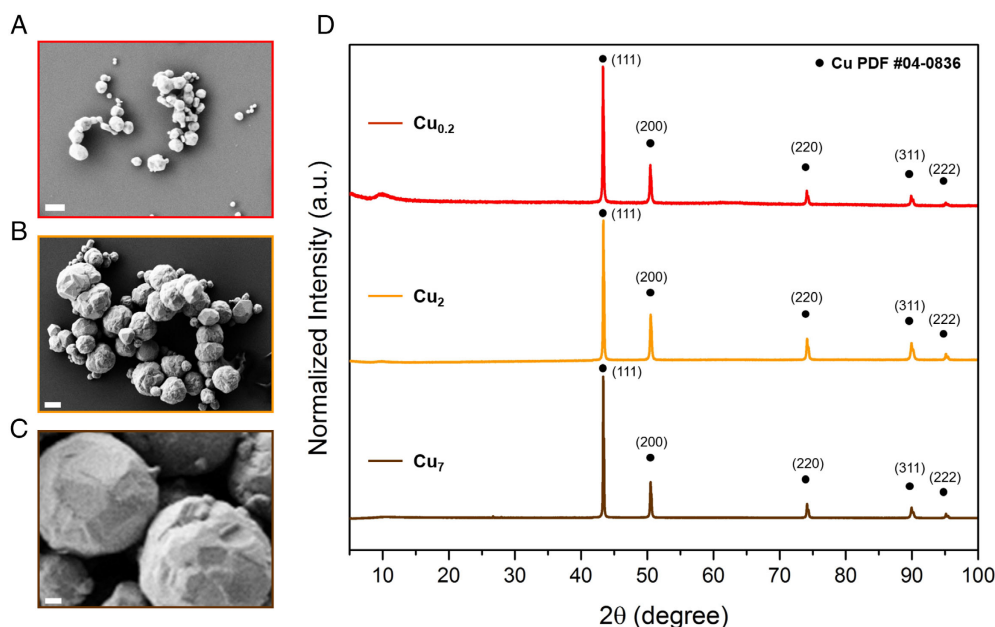 A
B
C
D
Cu PDF #04-0836
(111)
(200)
(220)
(311)
(222)
Cu0.2
(111)
(200)
(220)
(311)
(222)
Cu2
(111)
(200)
(220)
(311)
(222)
Cu7
Normalized Intensity (a.u.)
10 20 30 40 50 60 70 80 90 100
2θ (degree)